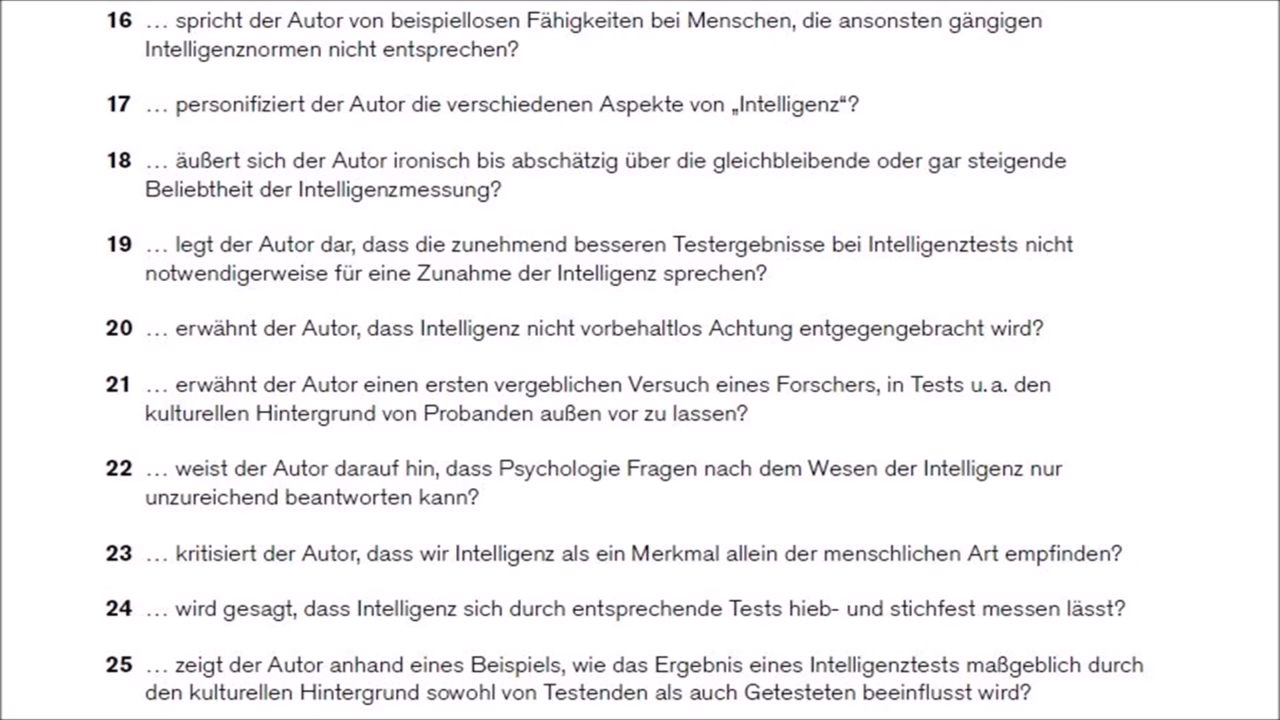 16 … spricht der Autor von beispiellosen Fähigkeiten bei Menschen, die ansonsten gängigen
Intelligenznormen nicht entsprechen?
17 … personifiziert der Autor die verschiedenen Aspekte von „Intelligenz“?
18 … äußert sich der Autor ironisch bis abschätzig über die gleichbleibende oder gar steigende
Beliebtheit der Intelligenzmessung?
19 … legt der Autor dar, dass die zunehmend besseren Testergebnisse bei Intelligenztests nicht
notwendigerweise für eine Zunahme der Intelligenz sprechen?
20 … erwähnt der Autor, dass Intelligenz nicht vorbehaltlos Achtung entgegengebracht wird?
21 … erwähnt der Autor einen ersten vergeblichen Versuch eines Forschers, in Tests u. a. den
kulturellen Hintergrund von Probanden außen vor zu lassen?
22 … weist der Autor darauf hin, dass Psychologie Fragen nach dem Wesen der Intelligenz nur
unzureichend beantworten kann?
23 … kritisiert der Autor, dass wir Intelligenz als ein Merkmal allein der menschlichen Art empfinden?
24 … wird gesagt, dass Intelligenz sich durch entsprechende Tests hieb- und stichfest messen lässt?
25 … zeigt der Autor anhand eines Beispiels, wie das Ergebnis eines Intelligenztests maßgeblich durch
den kulturellen Hintergrund sowohl von Testenden als auch Getesteten beeinflusst wird?